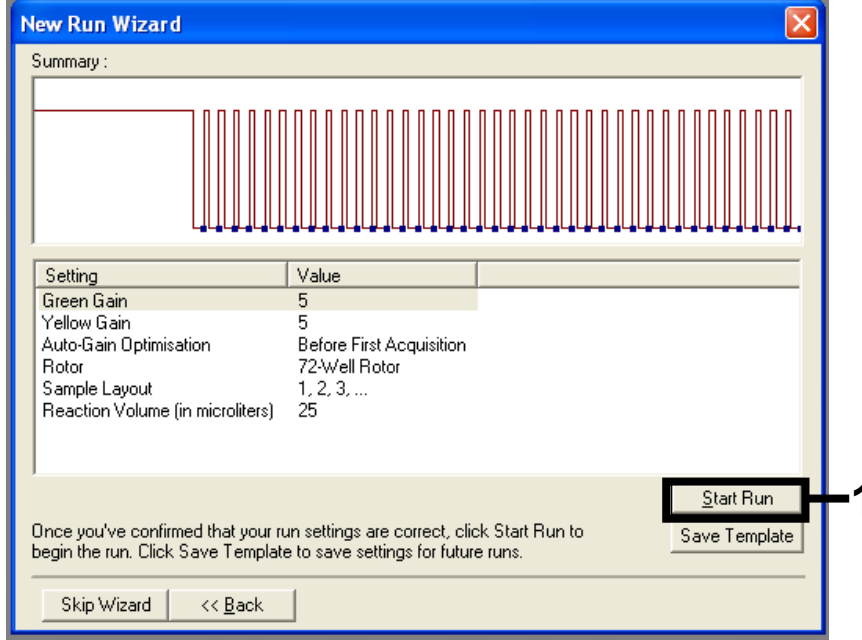 New Run Wizard
Summary :
Setting Value
Green Gain 5
Yellow Gain 5
Auto-Gain Optimisation Before First Acquisition
Rotor 72-Well Rotor
Sample Layout 1, 2, 3, ...
Reaction Volume (in microliters) 25
Start Run 1
Once you've confirmed that your run settings are correct, click Start Run to
begin the run. Click Save Template to save settings for future runs.
Save Template
Skip Wizard << Back